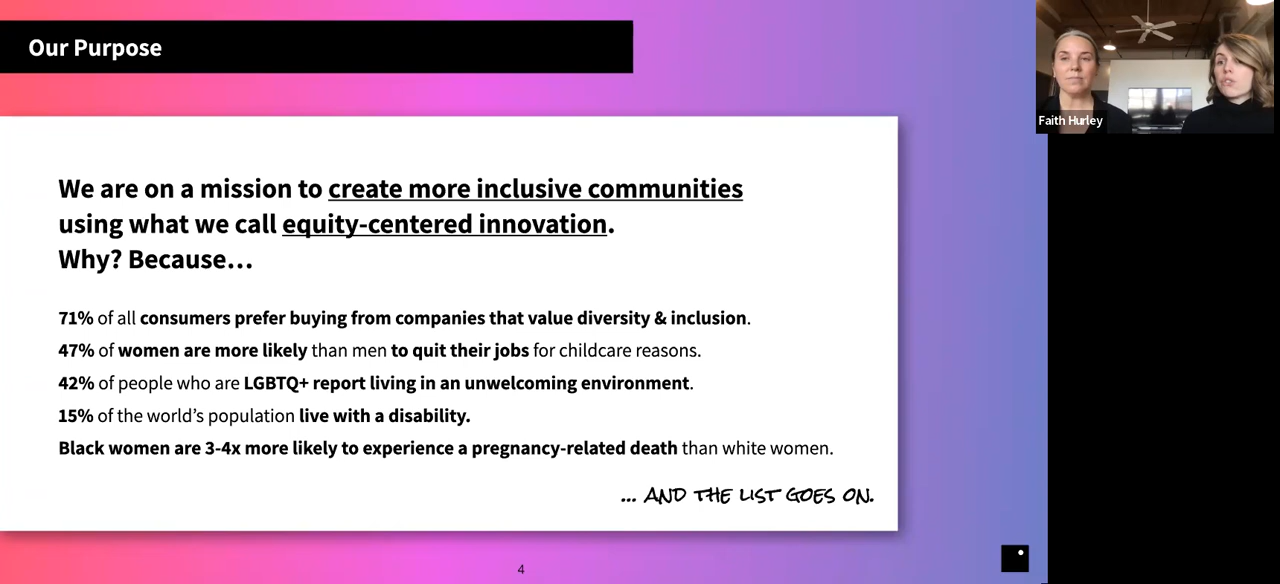 Our Purpose
Faith Hurley
We are on a mission to create more inclusive communities
using what we call equity-centered innovation.
Why? Because...
71% of all consumers prefer buying from companies that value diversity & inclusion.
47% of women are more likely than men to quit their jobs for childcare reasons.
42% of people who are LGBTQ+ report living in an unwelcoming environment.
15% of the world’s population live with a disability.
Black women are 3-4x more likely to experience a pregnancy-related death than white women.
... AND THE LIST GOES ON.
4